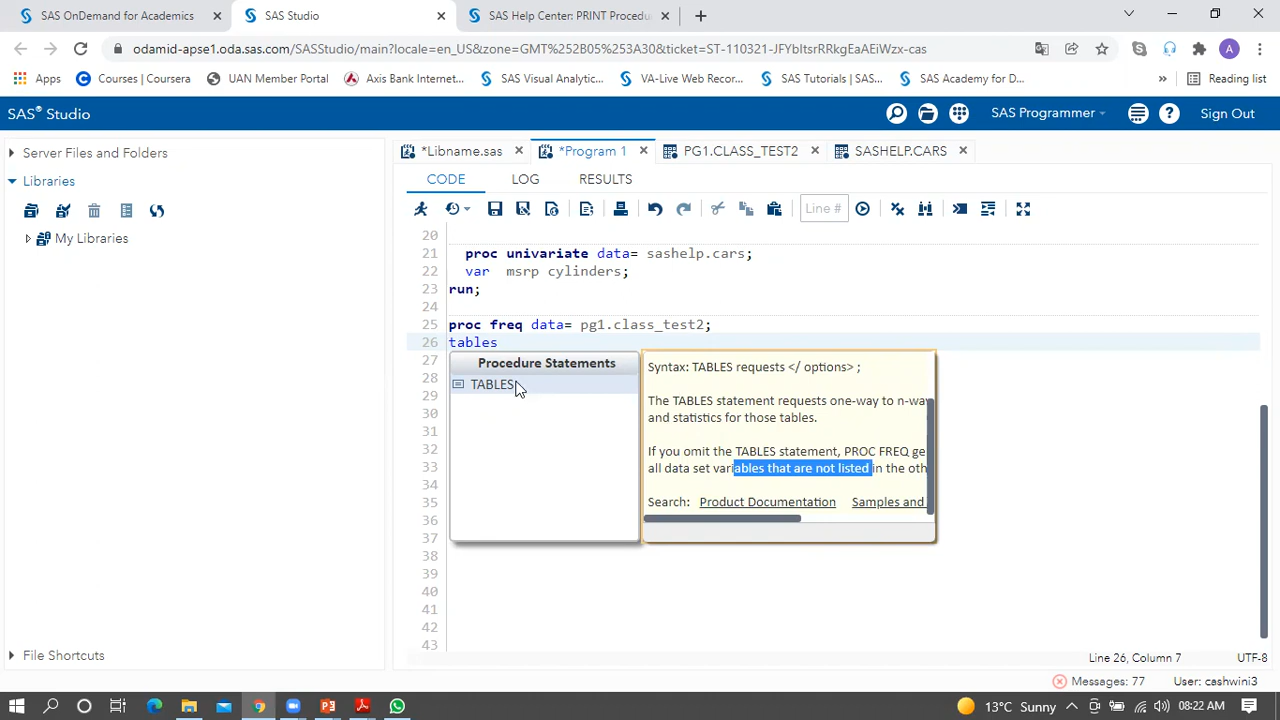 SAS OnDemand for Academics
SAS Studio
SAS Help Center: PRINT Procedu
odamid-apse1.oda.sas.com/SASStudio/main?locale=en_US&zone=GMT%252B05%253A30&ticket=ST-110321-JFYbItsrRRkgEaAEiWzx-cas
A
Apps
Courses | Coursera
UAN Member Portal
Axis Bank Internet...
SAS Visual Analytic...
VA-Live Web Recor...
SAS Tutorials | SAS...
SAS Academy for D...
»
Reading list
SAS® Studio
SAS Programmer
Sign Out
Server Files and Folders
Libraries
My Libraries
File Shortcuts
*Libname.sas
*Program 1
PG1.CLASS_TEST2
SASHELP.CARS
CODE
LOG
RESULTS
Line #
20
21 proc univariate data= sashelp.cars;
22 var msrp cylinders;
23 run;
24
25 proc freq data= pg1.class_test2;
26 tables
27
28
29
30
31
32
33
34
35
36
37
38
39
40
41
42
43
Procedure Statements
TABLES
Syntax: TABLES requests </ options> ;
The TABLES statement requests one-way to n-way
and statistics for those tables.
If you omit the TABLES statement, PROC FREQ ge
all data set variables that are not listed in the oth
Search: Product Documentation Samples and
Line 26, Column 7
UTF-8
Messages: 77
User: cashwini3
13°C Sunny
08:22 AM